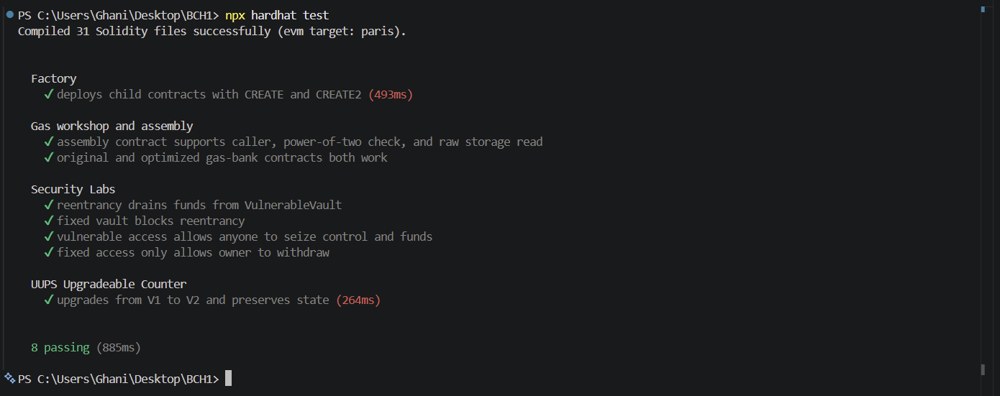 PS C:\Users\Ghani\Desktop\BCH1> npx hardhat test
Compiled 31 Solidity files successfully (evm target: paris).
Factory
✓ deploys child contracts with CREATE and CREATE2 (493ms)
Gas workshop and assembly
✓ assembly contract supports caller, power-of-two check, and raw storage read
✓ original and optimized gas-bank contracts both work
Security Labs
✓ reentrancy drains funds from VulnerableVault
✓ fixed vault blocks reentrancy
✓ vulnerable access allows anyone to seize control and funds
✓ fixed access only allows owner to withdraw
UUPS Upgradeable Counter
✓ upgrades from V1 to V2 and preserves state (264ms)
8 passing (885ms)
PS C:\Users\Ghani\Desktop\BCH1>